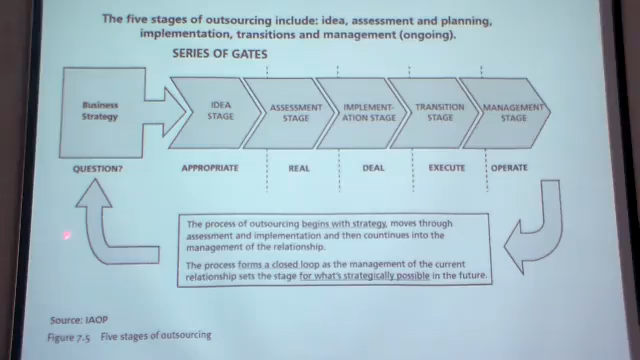 The five stages of outsourcing include: idea, assessment and planning,
implementation, transitions and management (ongoing).
SERIES OF GATES
Business
Strategy
IDEA
STAGE
ASSESSMENT
STAGE
IMPLEMENT-
ATION STAGE
TRANSITION
STAGE
MANAGEMENT
STAGE
QUESTION?
APPROPRIATE
REAL
DEAL
EXECUTE
OPERATE
The process of outsourcing begins with strategy, moves through
assessment and implementation and then continues into the
management of the relationship.
The process forms a closed loop as the management of the current
relationship sets the stage for what's strategically possible in the future.
Source: IAOP
Figure 7.5 Five stages of outsourcing